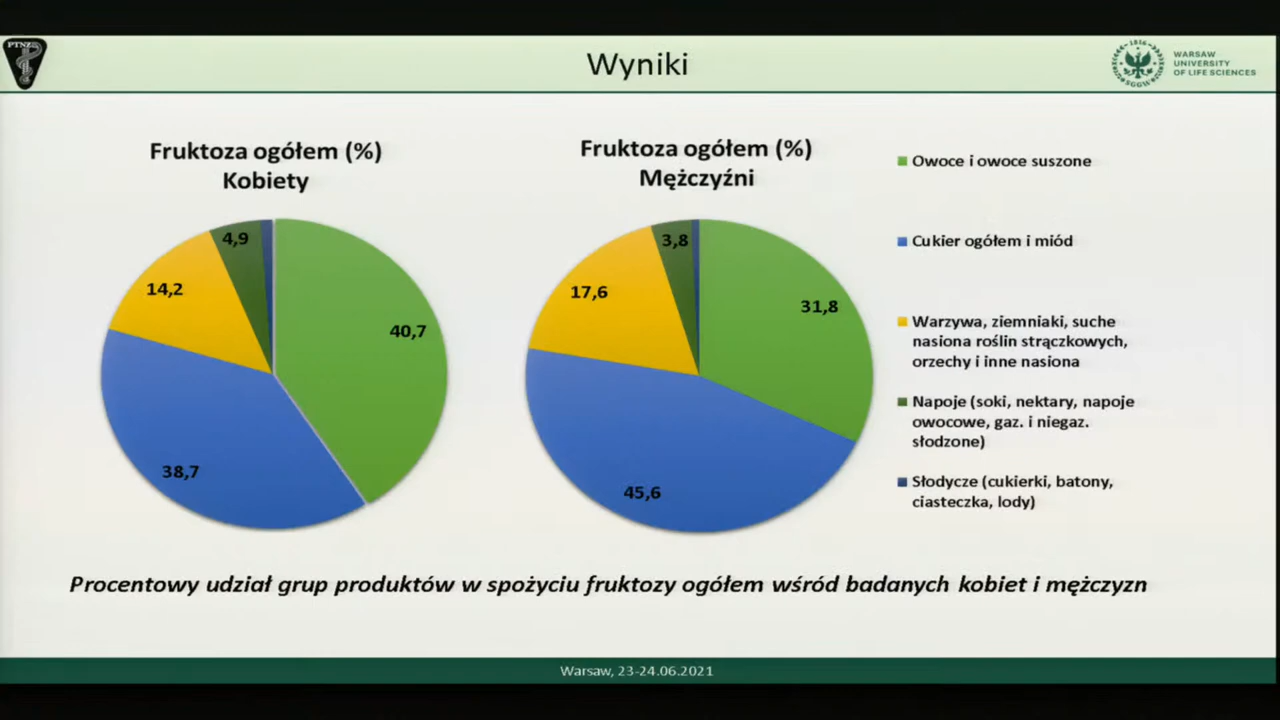 PTNŻ
Wyniki
WARSAW
UNIVERSITY
OF LIFE SCIENCES
1816
SGGW
Fruktoza ogółem (%)
Kobiety
4,9
14,2
40,7
38,7
Fruktoza ogółem (%)
Mężczyźni
3,8
17,6
31,8
45,6
Owoce i owoce suszone
Cukier ogółem i miód
Warzywa, ziemniaki, suche
nasiona roślin strączkowych,
orzechy i inne nasiona
Napoje (soki, nektary, napoje
owocowe, gaz. i niegaz.
słodzone)
Słodycze (cukierki, batony,
ciasteczka, lody)
Procentowy udział grup produktów w spożyciu fruktozy ogółem wśród badanych kobiet i mężczyzn
Warsaw, 23-24.06.2021